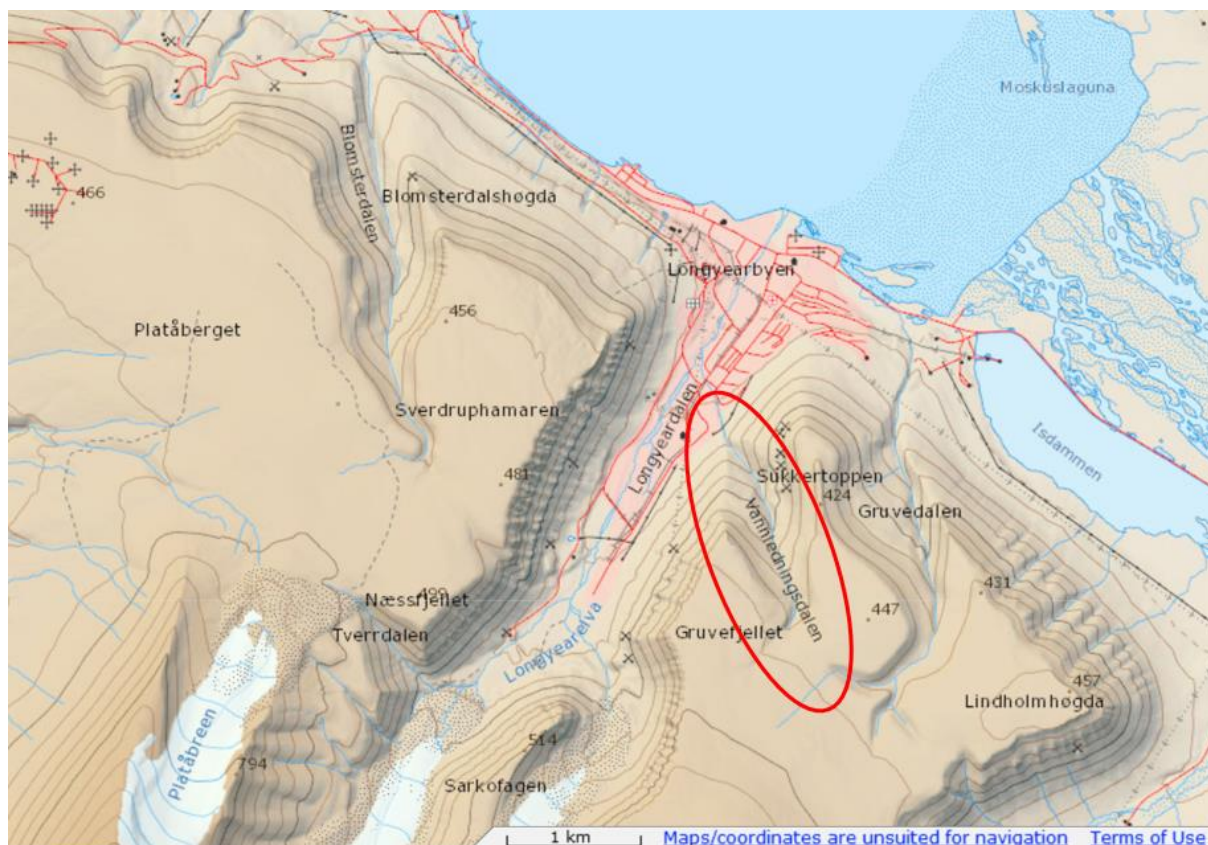 Moskuslaguna
Blomsterdalen
466
Blomsterdalshøgda
Longyearbyen
456
Platåberget
Sverdruphamaren
Longyeardalen
Isdammen
481
Sukkertoppen
424
Vannledningsdalen
Gruvedalen
431
499
Næssfjellet
Tverrdalen
447
Gruvefjellet
Longyearelva
457
Lindholmhøgda
Platåbreen
514
794
Sarkofagen
1 km
Maps/coordinates are unsuited for navigation
Terms of Use